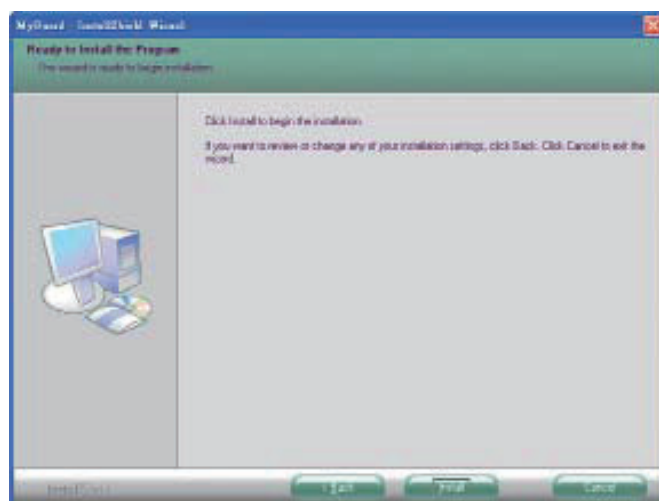 MyGuard - InstallShield Wizard
Ready to Install the Program
The wizard is ready to begin installation.
Click Install to begin the installation.
If you want to review or change any of your installation settings, click Back. Click Cancel to exit the
wizard.
InstallShield
< Back
Install
Cancel